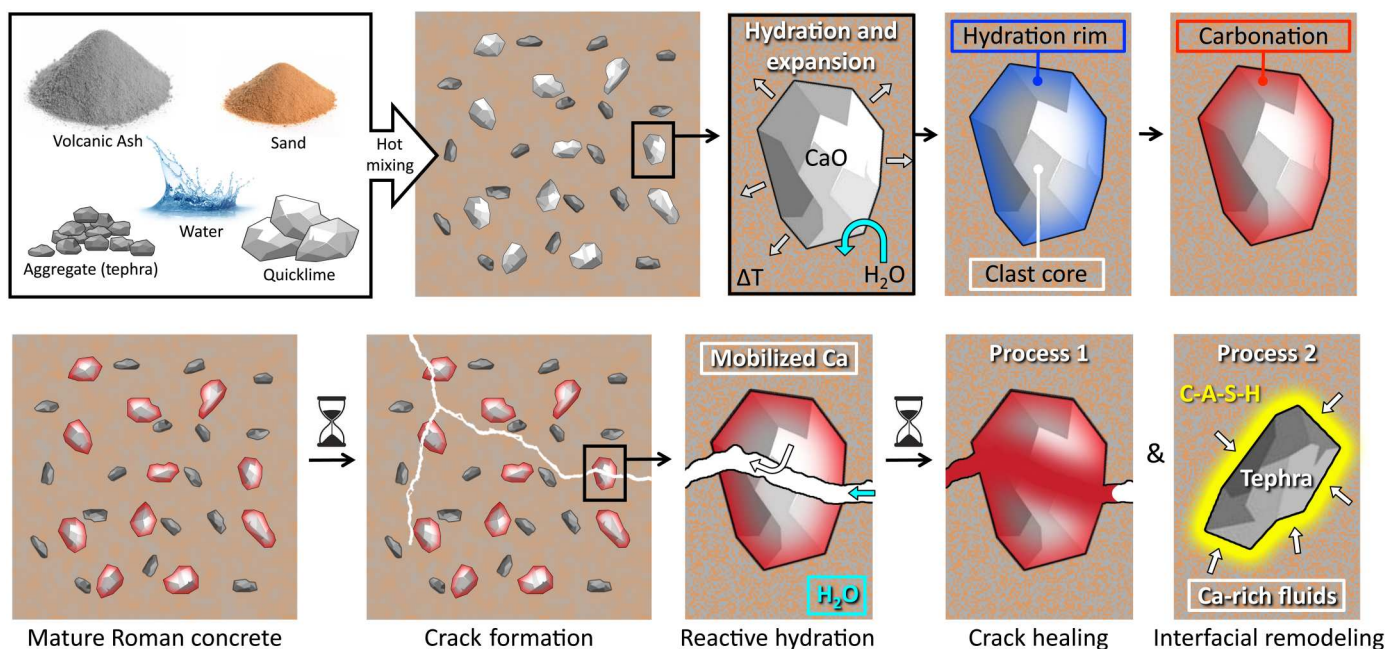 Volcanic Ash
Sand
Water
Aggregate (tephra)
Quicklime
Hot
mixing
Hydration and
expansion
CaO
ΔT
H₂O
Hydration rim
Clast core
Carbonation
Mature Roman concrete
Crack formation
Mobilized Ca
H₂O
Reactive hydration
Process 1
Crack healing
&
Process 2
C-A-S-H
Tephra
Ca-rich fluids
Interfacial remodeling